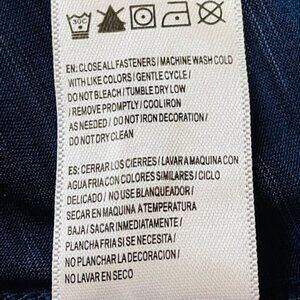 30C
EN: CLOSE ALL FASTENERS / MACHINE WASH COLD
WITH LIKE COLORS / GENTLE CYCLE /
DO NOT BLEACH / TUMBLE DRY LOW
/ REMOVE PROMPTLY / COOL IRON
AS NEEDED / DO NOT IRON DECORATION /
DO NOT DRY CLEAN
ES: CERRAR LOS CIERRES / LAVAR A MAQUINA CON
AGUA FRIA CON COLORES SIMILARES / CICLO
DELICADO / NO USE BLANQUEADOR /
SECAR EN MAQUINA A TEMPERATURA
BAJA / SACAR INMEDIATAMENTE /
PLANCHA FRIA SI SE NECESITA /
NO PLANCHAR LA DECORACION /
NO LAVAR EN SECO